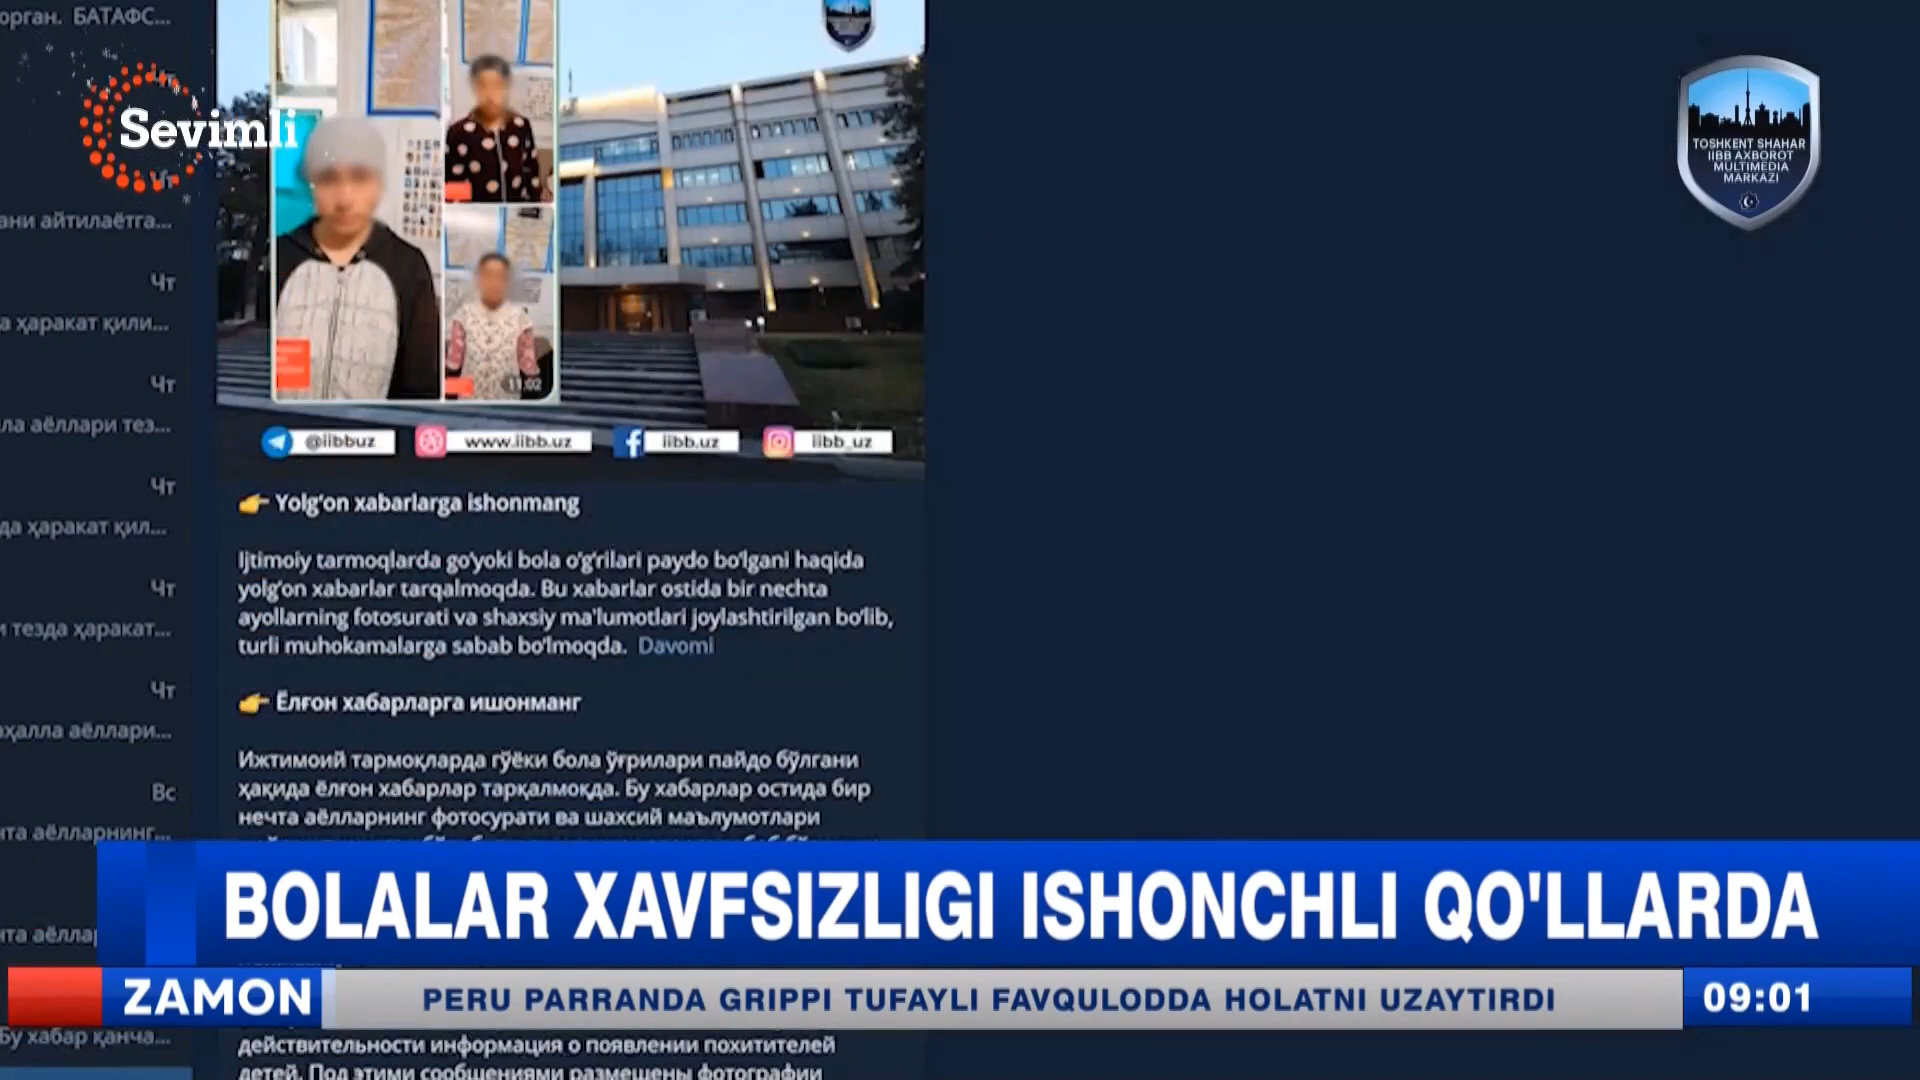 орган. БАТАФС...
Sevimli
TOSHKENT SHAHAR
IIBB AXBOROT
MULTIMEDIA
MARKAZI
Чт
ани айтилаётга...
Чт
а ҳаракат қили...
Чт
ла аёллари тез...
Чт
да ҳаракат қил...
Чт
и тезда ҳаракат...
Чт
аҳалла аёллари...
Вс
чта аёлларнинг...
Бу хабар қанча...
11:02
@iibbuz
www.iibb.uz
iibb.uz
iibb_uz
👉 Yolg‘on xabarlarga ishonmang
Ijtimoiy tarmoqlarda go‘yoki bola o‘g‘rilari paydo bo‘lgani haqida
yolg‘on xabarlar tarqalmoqda. Bu xabarlar ostida bir nechta
ayollarning fotosurati va shaxsiy ma'lumotlari joylashtirilgan bo‘lib,
turli muhokamalarga sabab bo‘lmoqda. Davomi
👉 Ёлғон хабарларга ишонманг
Ижтимоий тармоқларда гўёки бола ўғрилари пайдо бўлгани
ҳақида ёлғон хабарлар тарқалмоқда. Бу хабарлар остида бир
нечта аёлларнинг фотосурати ва шахсий маълумотлари
BOLALAR XAVFSIZLIGI ISHONCHLI QO'LLARDA
ZAMON
PERU PARRANDA GRIPPI TUFAYLI FAVQULODDA HOLATNI UZAYTIRDI
09:01
действительности информация о появлении похитителей
детей. Под этими сообщениями размещены фотографии